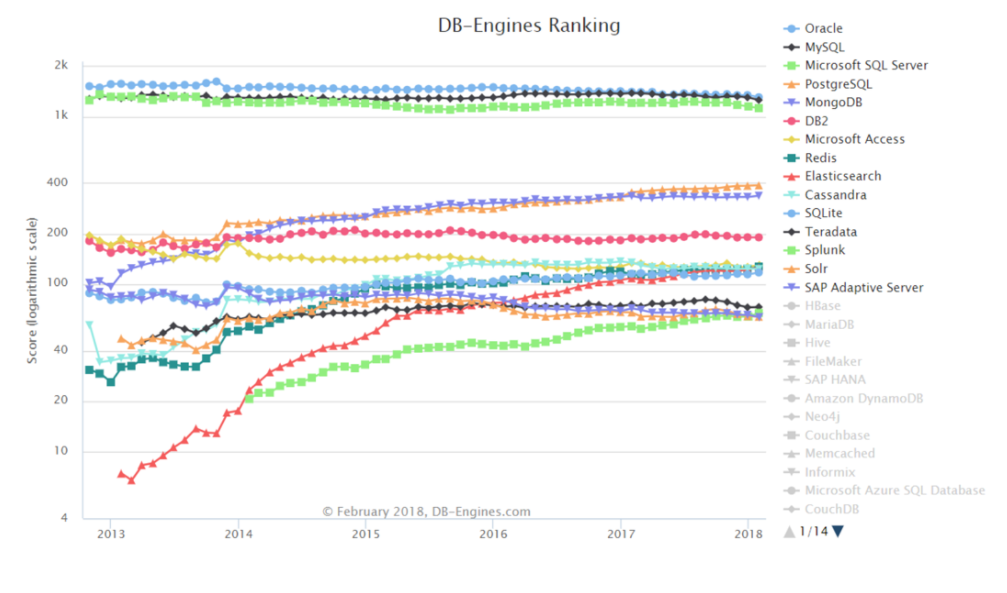 DB-Engines Ranking
Score (logarithmic scale)
2k
1k
400
200
100
40
20
10
4
2013
2014
2015
2016
2017
2018
© February 2018, DB-Engines.com
Oracle
MySQL
Microsoft SQL Server
PostgreSQL
MongoDB
DB2
Microsoft Access
Redis
Elasticsearch
Cassandra
SQLite
Teradata
Splunk
Solr
SAP Adaptive Server
HBase
MariaDB
Hive
FileMaker
SAP HANA
Amazon DynamoDB
Neo4j
Couchbase
Memcached
Informix
Microsoft Azure SQL Database
CouchDB
1/14